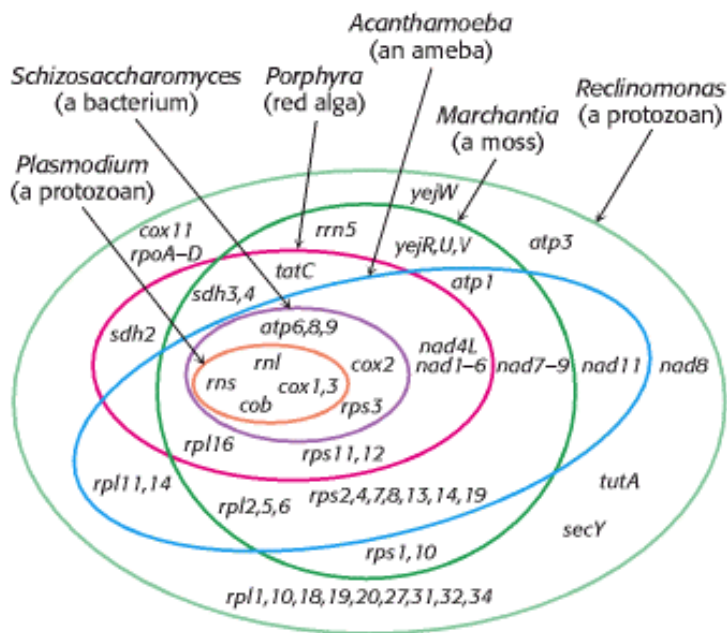 Acanthamoeba
(an ameba)
Schizosaccharomyces
(a bacterium)
Porphyra
(red alga)
Reclinomonas
(a protozoan)
Marchantia
(a moss)
Plasmodium
(a protozoan)
yejW
cox11
rpoA–D
rrn5
yejR,U,V
atp3
tatC
atp1
sdh3,4
sdh2
atp6,8,9
rnl
rns
cox1,3
cob
cox2
rps3
nad4L
nad1–6
nad7–9
nad11
nad8
rpl16
rps11,12
rpl11,14
rpl2,5,6
rps2,4,7,8,13,14,19
tutA
secY
rps1,10
rpl1,10,18,19,20,27,31,32,34